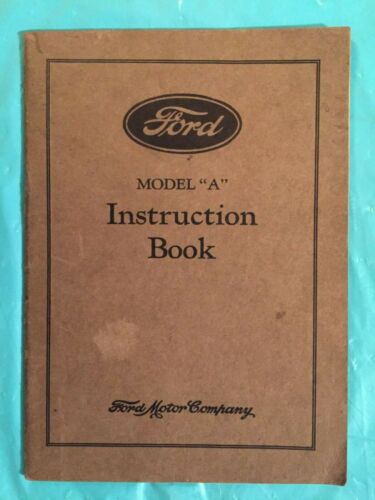 Ford
MODEL “A”
Instruction
Book
Ford Motor Company